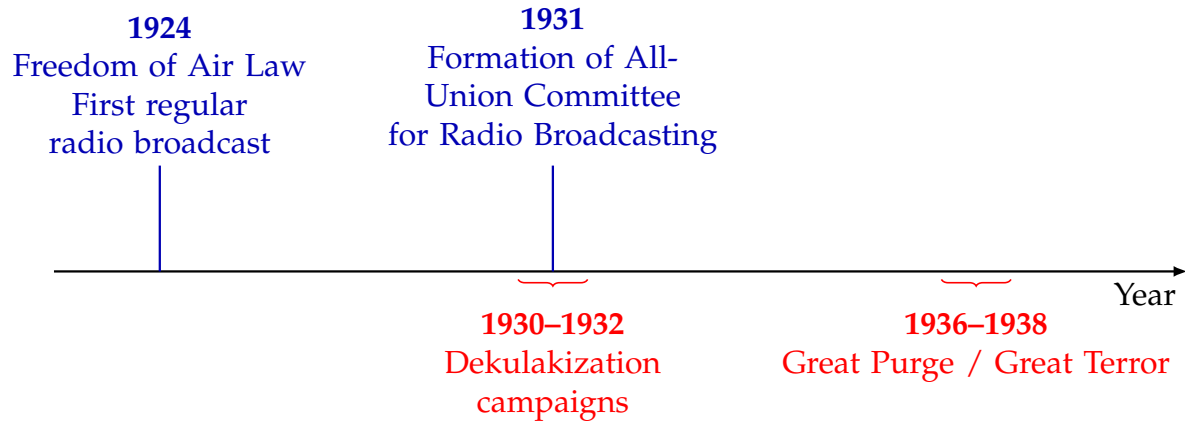 1924
Freedom of Air Law
First regular
radio broadcast
1931
Formation of All-
Union Committee
for Radio Broadcasting
Year
1930–1932
Dekulakization
campaigns
1936–1938
Great Purge / Great Terror